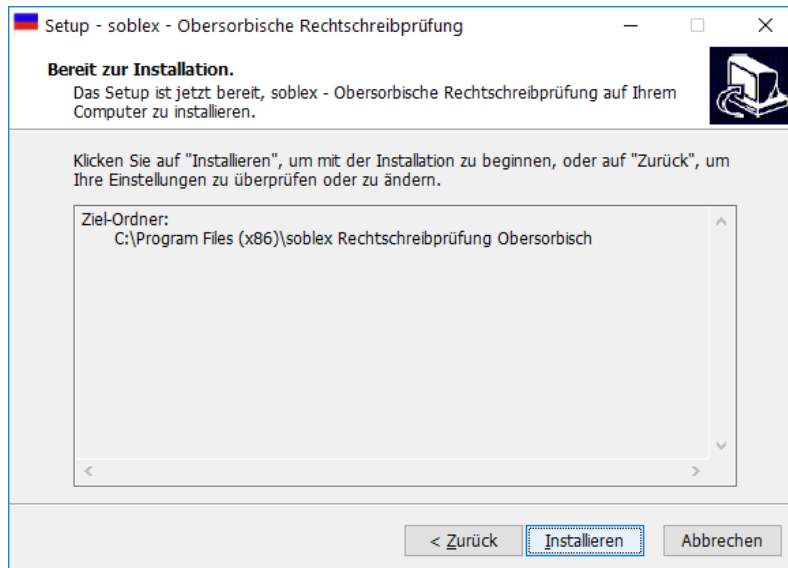 Setup - soblex - Obersorbische Rechtschreibprüfung
Bereit zur Installation.
Das Setup ist jetzt bereit, soblex - Obersorbische Rechtschreibprüfung auf Ihrem
Computer zu installieren.
Klicken Sie auf "Installieren", um mit der Installation zu beginnen, oder auf "Zurück", um
Ihre Einstellungen zu überprüfen oder zu ändern.
Ziel-Ordner:
C:\Program Files (x86)\soblex Rechtschreibprüfung Obersorbisch
< Zurück Installieren Abbrechen